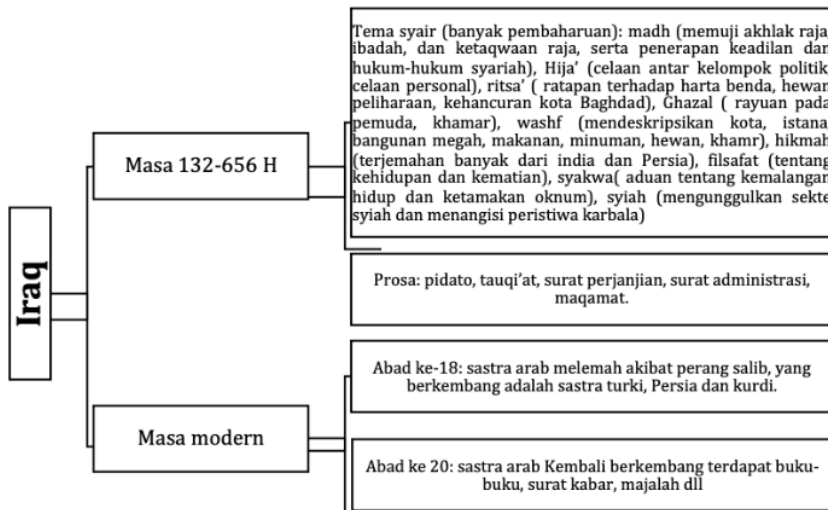 Iraq
Masa 132-656 H
Tema syair (banyak pembaharuan): madh (memuji akhlak raja,
ibadah, dan ketaqwaan raja, serta penerapan keadilan dan
hukum-hukum syariah), Hija' (celaan antar kelompok politik,
celaan personal), ritsa' ( ratapan terhadap harta benda, hewan
peliharaan, kehancuran kota Baghdad), Ghazal ( rayuan pada
pemuda, khamar), washf (mendeskripsikan kota, istana,
bangunan megah, makanan, minuman, hewan, khamr), hikmah
(terjemahan banyak dari india dan Persia), filsafat (tentang
kehidupan dan kematian), syakwa( aduan tentang kemalangan
hidup dan ketamakan oknum), syiah (mengunggulkan sekte
syiah dan menangisi peristiwa karbala)
Prosa: pidato, tauqi'at, surat perjanjian, surat administrasi,
maqamat.
Masa modern
Abad ke-18: sastra arab melemah akibat perang salib, yang
berkembang adalah sastra turki, Persia dan kurdi.
Abad ke 20: sastra arab Kembali berkembang terdapat buku-
buku, surat kabar, majalah dll